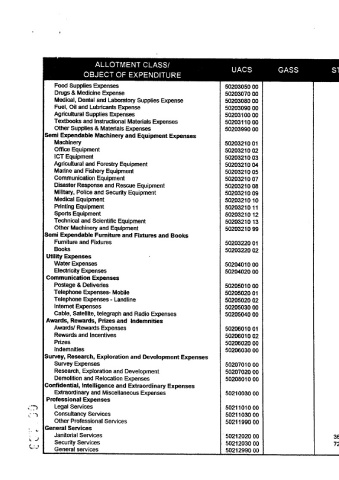 ALLOTMENT CLASS/
OBJECT OF EXPENDITURE UACS GASS ST
Food Supplies Expenses 50203050 00
Drugs & Medicine Expense 50203070 00
Medical, Dental and Laboratory Supplies Expense 50203080 00
Fuel, Oil and Lubricants Expense 50203090 00
Agricultural Supplies Expenses 50203100 00
Textbooks and Instructional Materials Expenses 50203110 00
Other Supplies & Materials Expenses 50203990 00
Semi Expendable Machinery and Equipment Expenses
Machinery 50203210 01
Office Equipment 50203210 02
ICT Equipment 50203210 03
Agricultural and Forestry Equipment 50203210 04
Marine and Fishery Equipment 50203210 05
Communication Equipment 50203210 07
Disaster Response and Rescue Equipment 50203210 08
Military, Police and Security Equipment 50203210 09
Medical Equipment 50203210 10
Printing Equipment 50203210 11
Sports Equipment 50203210 12
Technical and Scientific Equipment 50203210 13
Other Machinery and Equipment 50203210 99
Semi Expendable Furniture and Fixtures and Books
Furniture and Fixtures 50203220 01
Books 50203220 02
Utility Expenses
Water Expenses 50204010 00
Electricity Expenses 50204020 00
Communication Expenses
Postage & Deliveries 50205010 00
Telephone Expenses- Mobile 50205020 01
Telephone Expenses - Landline 50205020 02
Internet Expenses 50205030 00
Cable, Satellite, telegraph and Radio Expenses 50205040 00
Awards, Rewards, Prizes and Indemnities
Awards/ Rewards Expenses 50206010 01
Rewards and Incentives 50206010 02
Prizes 50206020 00
Indemnities 50206030 00
Survey, Research, Exploration and Development Expenses
Survey Expenses 50207010 00
Research, Exploration and Development 50207020 00
Demolition and Relocation Expenses 50208010 00
Confidential, Intelligence and Extraordinary Expenses
Extraordinary and Miscellaneous Expenses 50210030 00
Professional Expenses
Legal Services 50211010 00
Consultancy Services 50211030 00
Other Professional Services 50211990 00
General Services
Janitorial Services 50212020 00 36
Security Services 50212030 00 72
General services 50212990 00